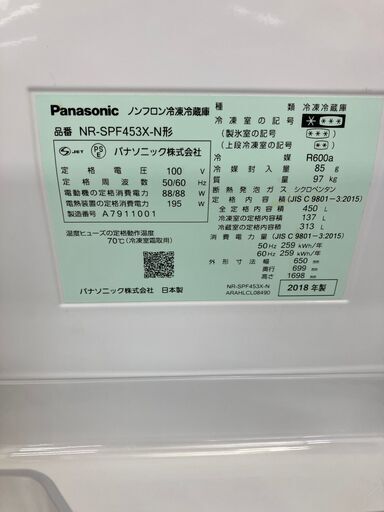 Panasonic ノンフロン冷凍冷蔵庫
品番 NR-SPF453X-N形
JET PSE パナソニック株式会社
定格電圧 100 V
定格周波数 50/60 Hz
電動機の定格消費電力 88/88 W
電熱装置の定格消費電力 195 W
製造番号 A7911001
温度ヒューズの定格動作温度
70℃(冷凍室霜取用)
パナソニック株式会社 日本製
種類 冷凍冷蔵庫
冷凍室の記号 ****
(製氷室の記号) (***)
(上段冷凍室の記号) (**)
冷媒 R600a
冷媒封入量 85 g
質量 97 kg
断熱発泡ガス シクロペンタン
定格内容積(JIS C 9801-3:2015)
全定格内容積 450 L
冷凍室定格内容積 137 L
冷蔵室定格内容積 313 L
消費電力量(JIS C 9801-3:2015)
50Hz 259 kWh/年
60Hz 259 kWh/年
外形寸法 幅 650 mm
奥行 699 mm
高さ 1698 mm
NR-SPF453X-N
ARAHLCL08490
2018年製